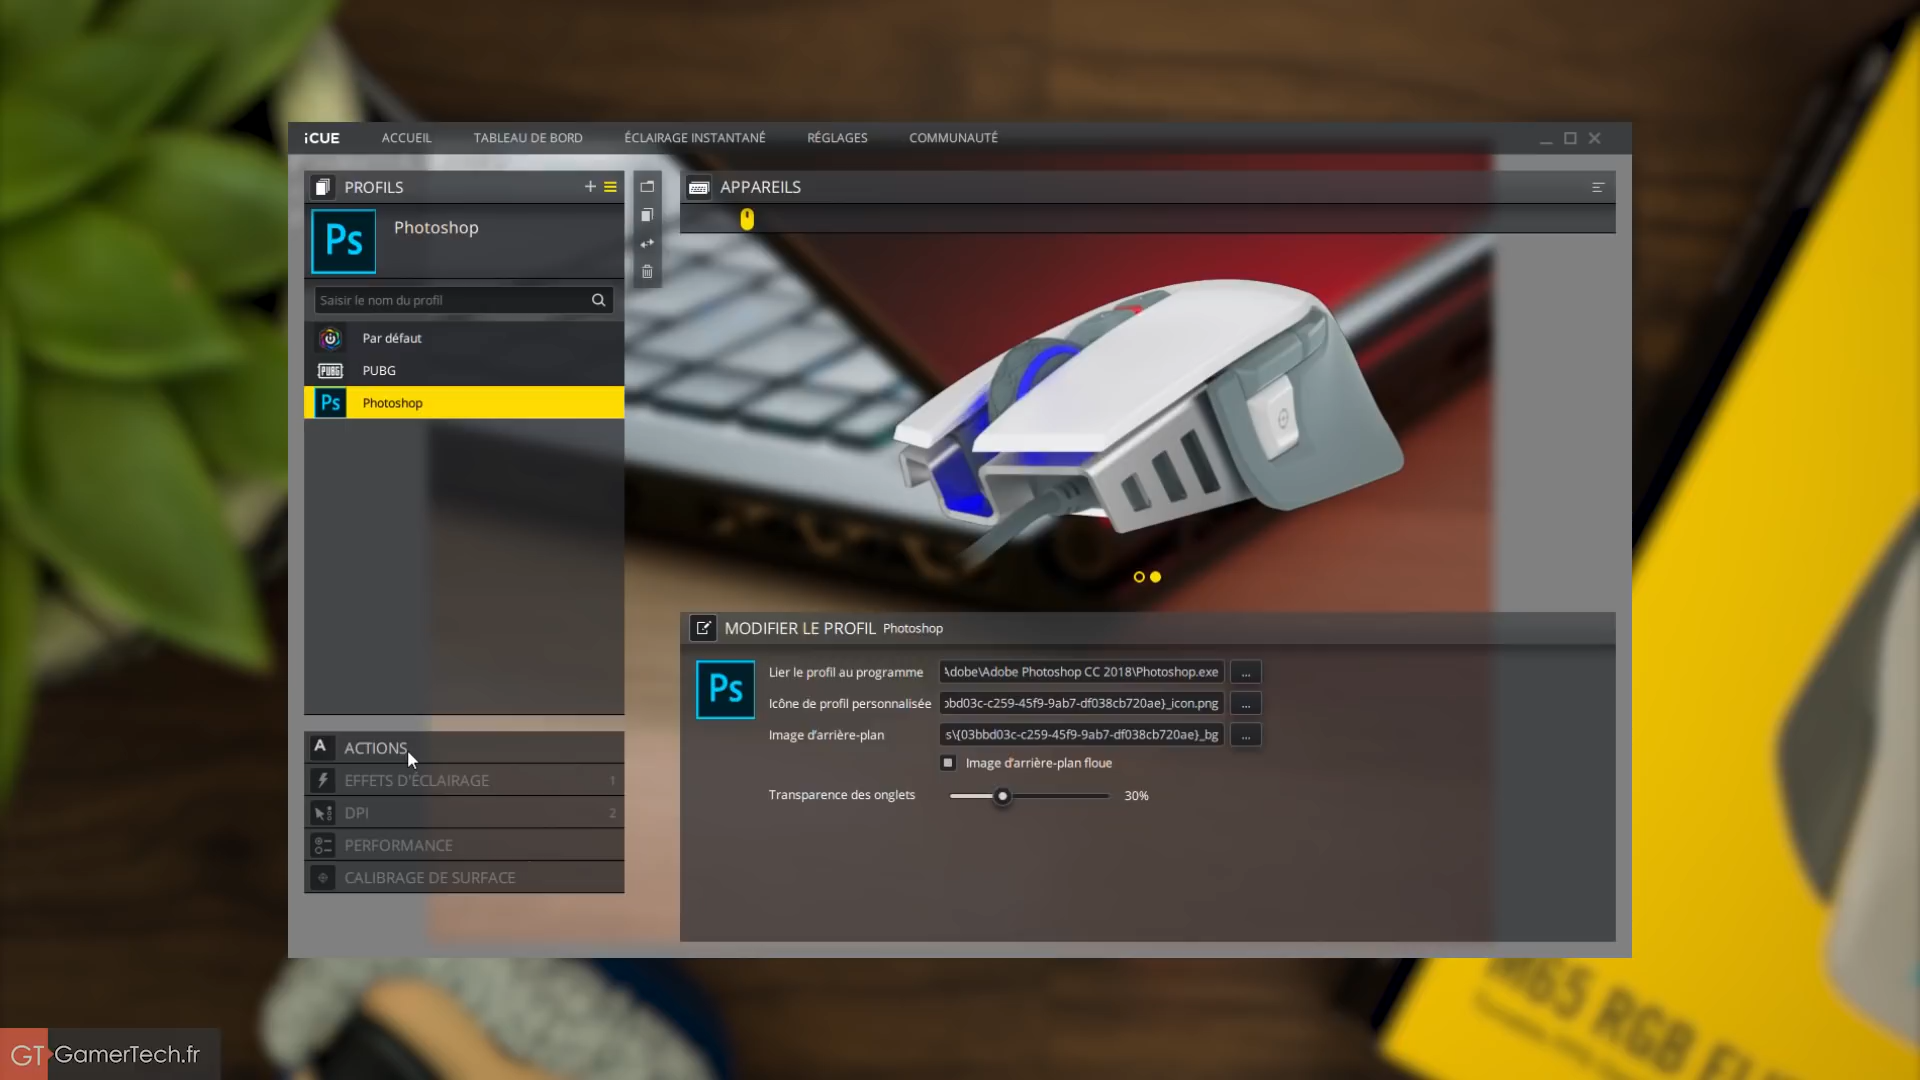 iCUE ACCUEIL TABLEAU DE BORD ÉCLAIRAGE INSTANTANÉ RÉGLAGES COMMUNAUTÉ
PROFILS
Ps Photoshop
Saisir le nom du profil
Par défaut
PUBG PUBG
Ps Photoshop
A ACTIONS
EFFETS D'ÉCLAIRAGE 1
DPI 2
PERFORMANCE
CALIBRAGE DE SURFACE
APPAREILS
MODIFIER LE PROFIL Photoshop
Ps
Lier le profil au programme Adobe\Adobe Photoshop CC 2018\Photoshop.exe ...
Icône de profil personnalisée bbd03c-c259-45f9-9ab7-df038cb720ae}_icon.png ...
Image d'arrière-plan s\{03bbd03c-c259-45f9-9ab7-df038cb720ae}_bg ...
Image d'arrière-plan floue
Transparence des onglets 30%
M65 RGB
GT GamerTech.fr